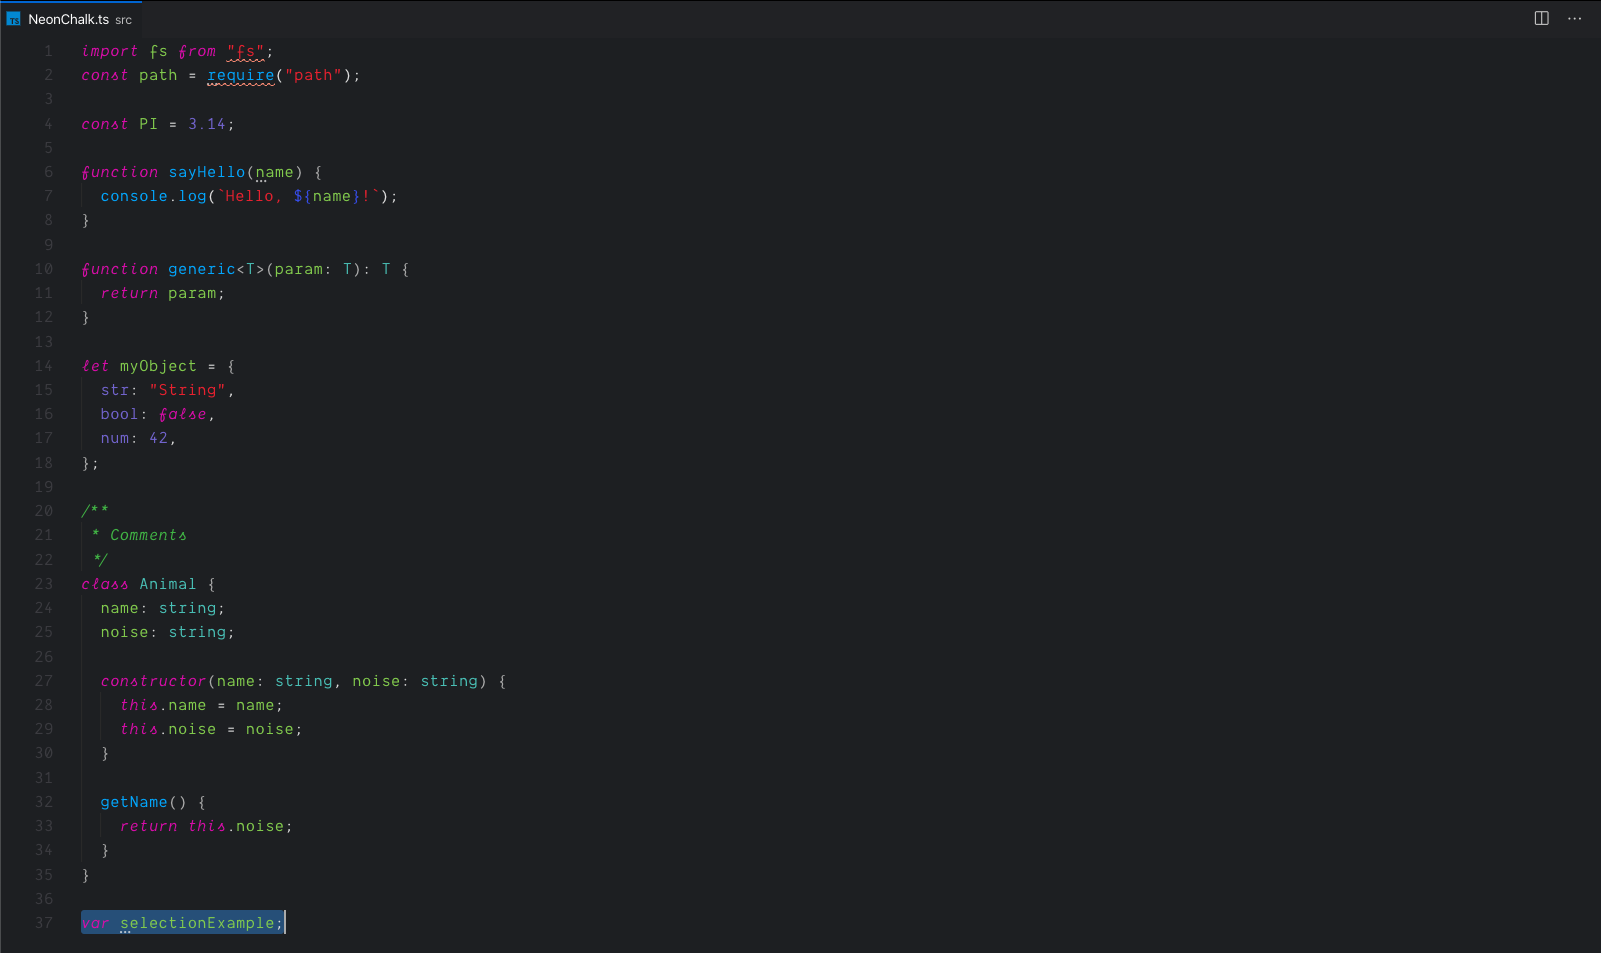 NeonChalk.ts src
1 import fs from "fs";
2 const path = require("path");
3
4 const PI = 3.14;
5
6 function sayHello(name) {
7   console.log(`Hello, ${name}!`);
8 }
9
10 function generic<T>(param: T): T {
11   return param;
12 }
13
14 let myObject = {
15   str: "String",
16   bool: false,
17   num: 42,
18 };
19
20 /**
21  * Comments
22  */
23 class Animal {
24   name: string;
25   noise: string;
26
27   constructor(name: string, noise: string) {
28     this.name = name;
29     this.noise = noise;
30   }
31
32   getName() {
33     return this.noise;
34   }
35 }
36
37 var selectionExample;